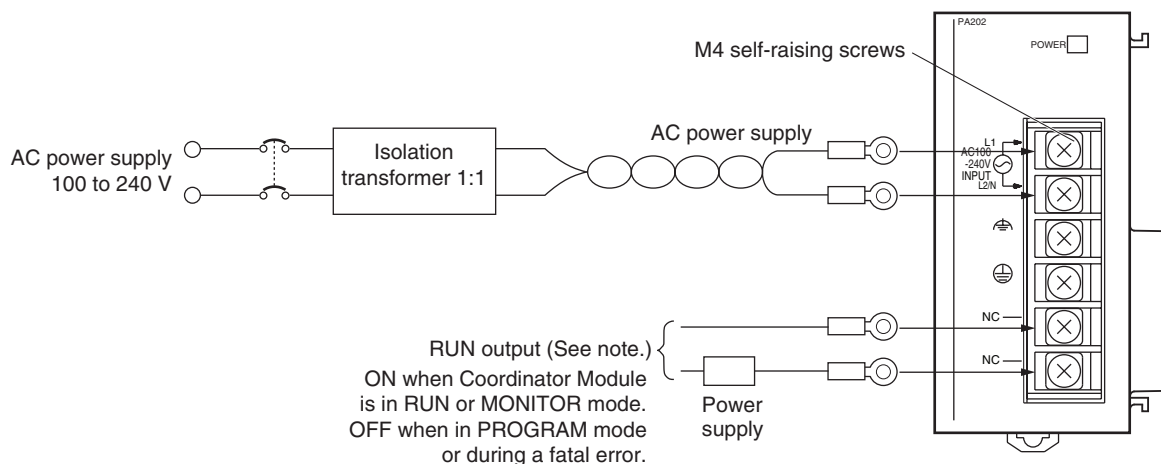 PA202
POWER
M4 self-raising screws
AC power supply
100 to 240 V
Isolation
transformer 1:1
AC power supply
L1
AC100
-240V
INPUT
L2/N
NC
NC
RUN output (See note.)
ON when Coordinator Module
is in RUN or MONITOR mode.
OFF when in PROGRAM mode
or during a fatal error.
Power
supply